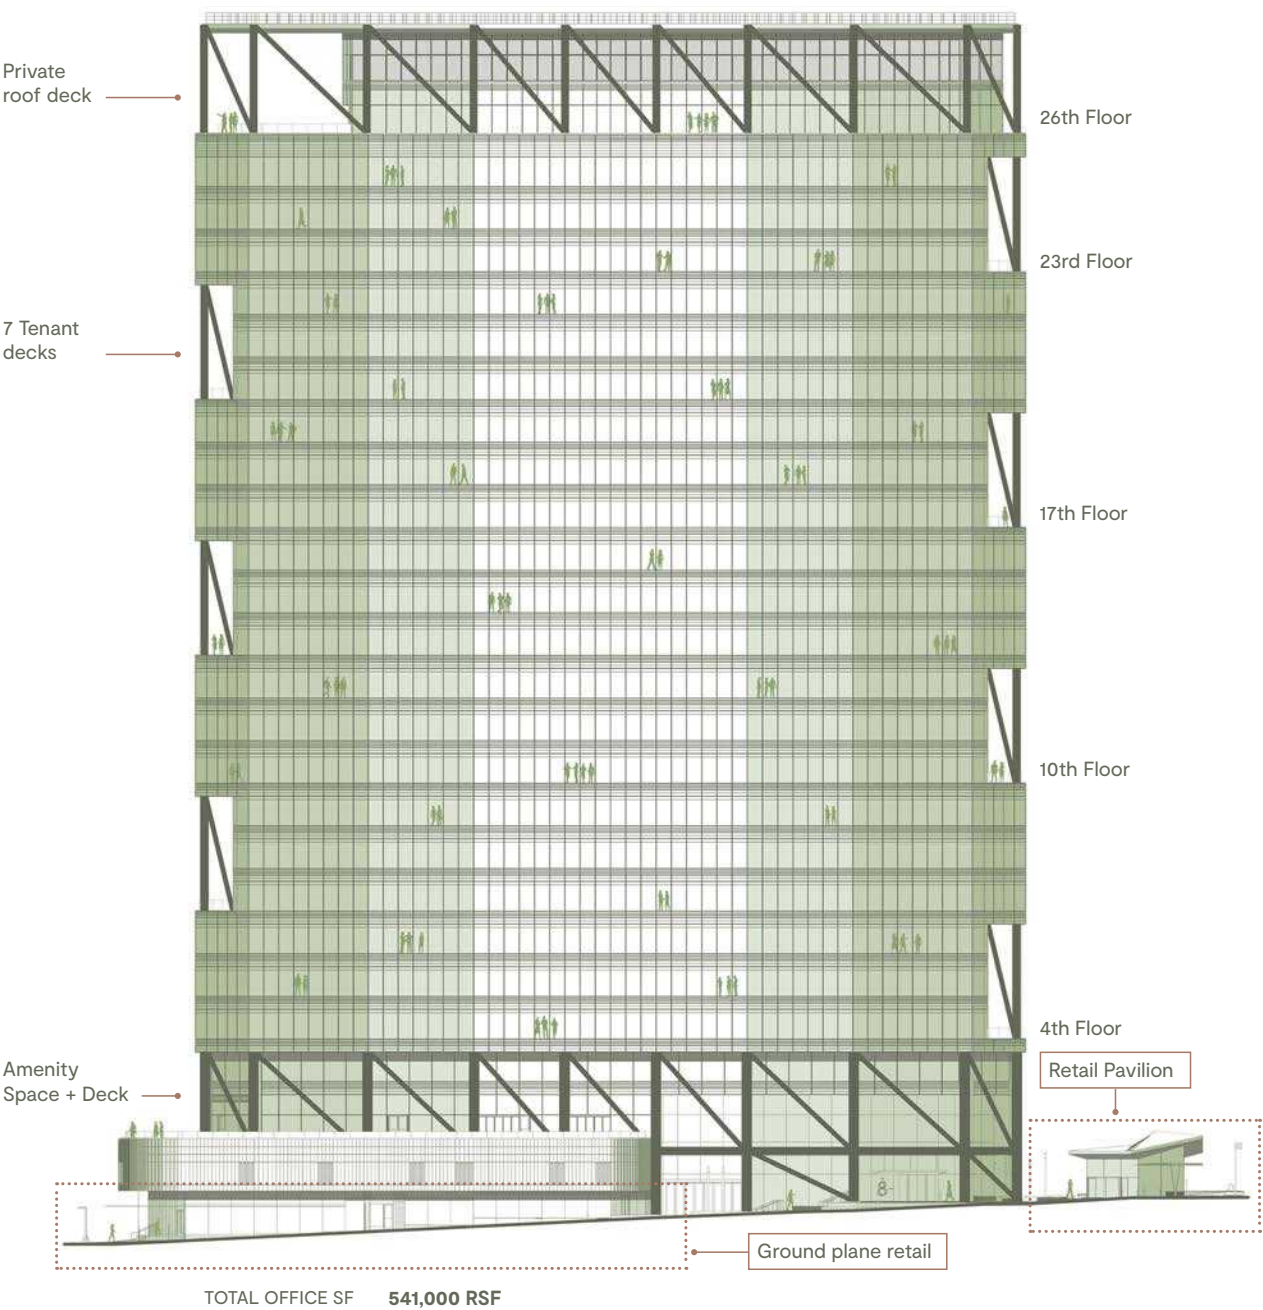 Private
roof deck
26th Floor
23rd Floor
7 Tenant
decks
17th Floor
10th Floor
4th Floor
Amenity
Space + Deck
Retail Pavilion
8-
Ground plane retail
TOTAL OFFICE SF 541,000 RSF